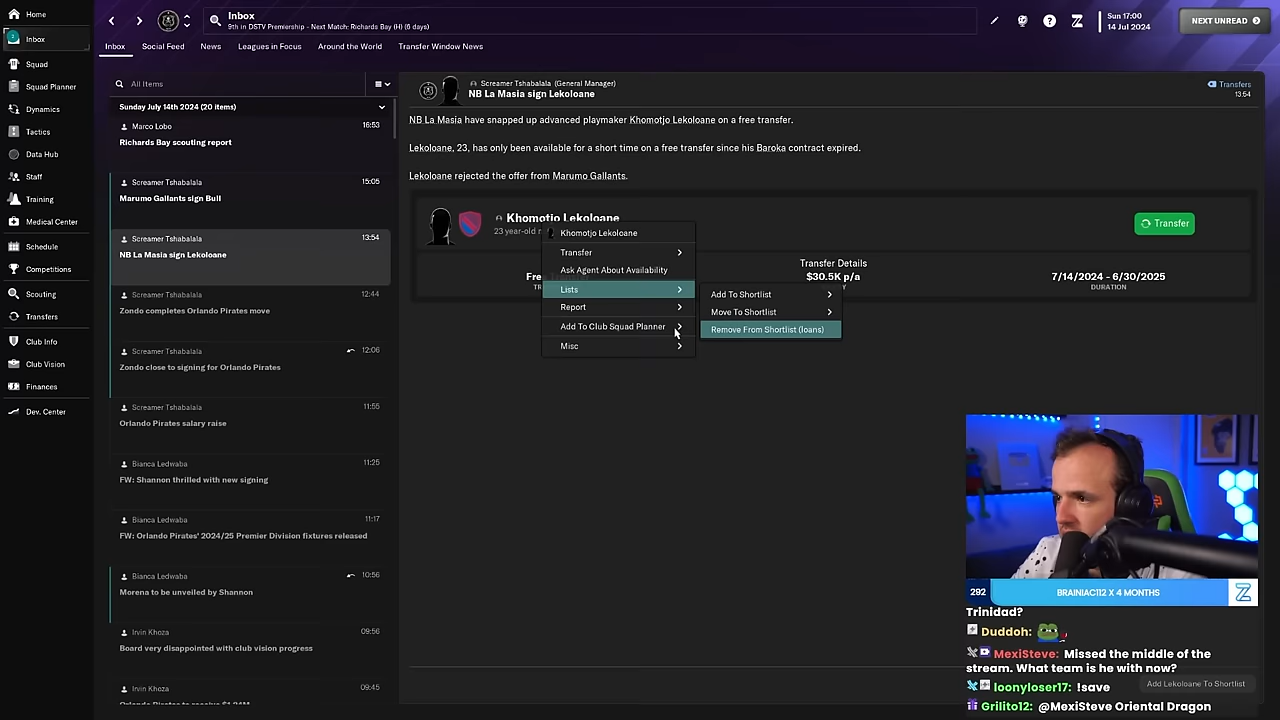 Home
Inbox
Squad
Squad Planner
Dynamics
Tactics
Data Hub
Staff
Training
Medical Center
Schedule
Competitions
Scouting
Transfers
Club Info
Club Vision
Finances
Dev. Center
Inbox
9th in DSTV Premiership - Next Match: Richards Bay (H) (6 days)
Sun 17:00
14 Jul 2024
NEXT UNREAD
Inbox
Social Feed
News
Leagues in Focus
Around the World
Transfer Window News
All Items
Sunday July 14th 2024 (20 items)
Marco Lobo
16:53
Richards Bay scouting report
Screamer Tshabalala
15:05
Marumo Gallants sign Bull
Screamer Tshabalala
13:54
NB La Masia sign Lekoloane
Screamer Tshabalala
12:44
Zondo completes Orlando Pirates move
Screamer Tshabalala
12:06
Zondo close to signing for Orlando Pirates
Screamer Tshabalala
11:55
Orlando Pirates salary raise
Bianca Ledwaba
11:25
FW: Shannon thrilled with new signing
Bianca Ledwaba
11:17
FW: Orlando Pirates' 2024/25 Premier Division fixtures released
Bianca Ledwaba
10:56
Morena to be unveiled by Shannon
Irvin Khoza
09:56
Board very disappointed with club vision progress
Irvin Khoza
09:45
Screamer Tshabalala (General Manager)
NB La Masia sign Lekoloane
Transfers
13:54
NB La Masia have snapped up advanced playmaker Khomotjo Lekoloane on a free transfer.
Lekoloane, 23, has only been available for a short time on a free transfer since his Baroka contract expired.
Lekoloane rejected the offer from Marumo Gallants.
Khomotjo Lekoloane
23 year-old
Transfer
Transfer Details
$30.5K p/a
7/14/2024 - 6/30/2025
DURATION
Khomotjo Lekoloane
Transfer
Ask Agent About Availability
Lists
Report
Add To Club Squad Planner
Misc
Add To Shortlist
Move To Shortlist
Remove From Shortlist (loans)
292
BRAINIAC112 X 4 MONTHS
Trinidad?
Duddoh:
MexiSteve: Missed the middle of the
stream. What team is he with now?
loonyloser17: !save
Grilito12: @MexiSteve Oriental Dragon
Add Lekoloane To Shortlist